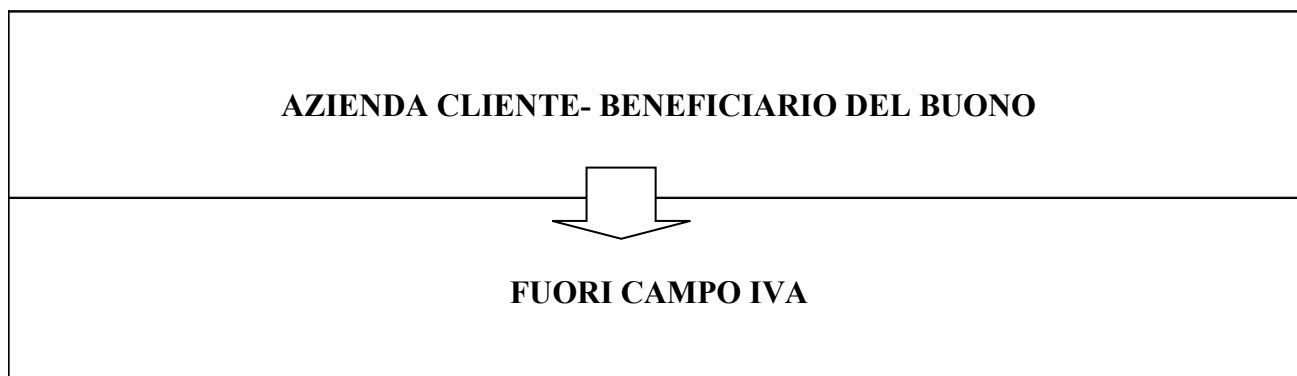 AZIENDA CLIENTE- BENEFICIARIO DEL BUONO
FUORI CAMPO IVA